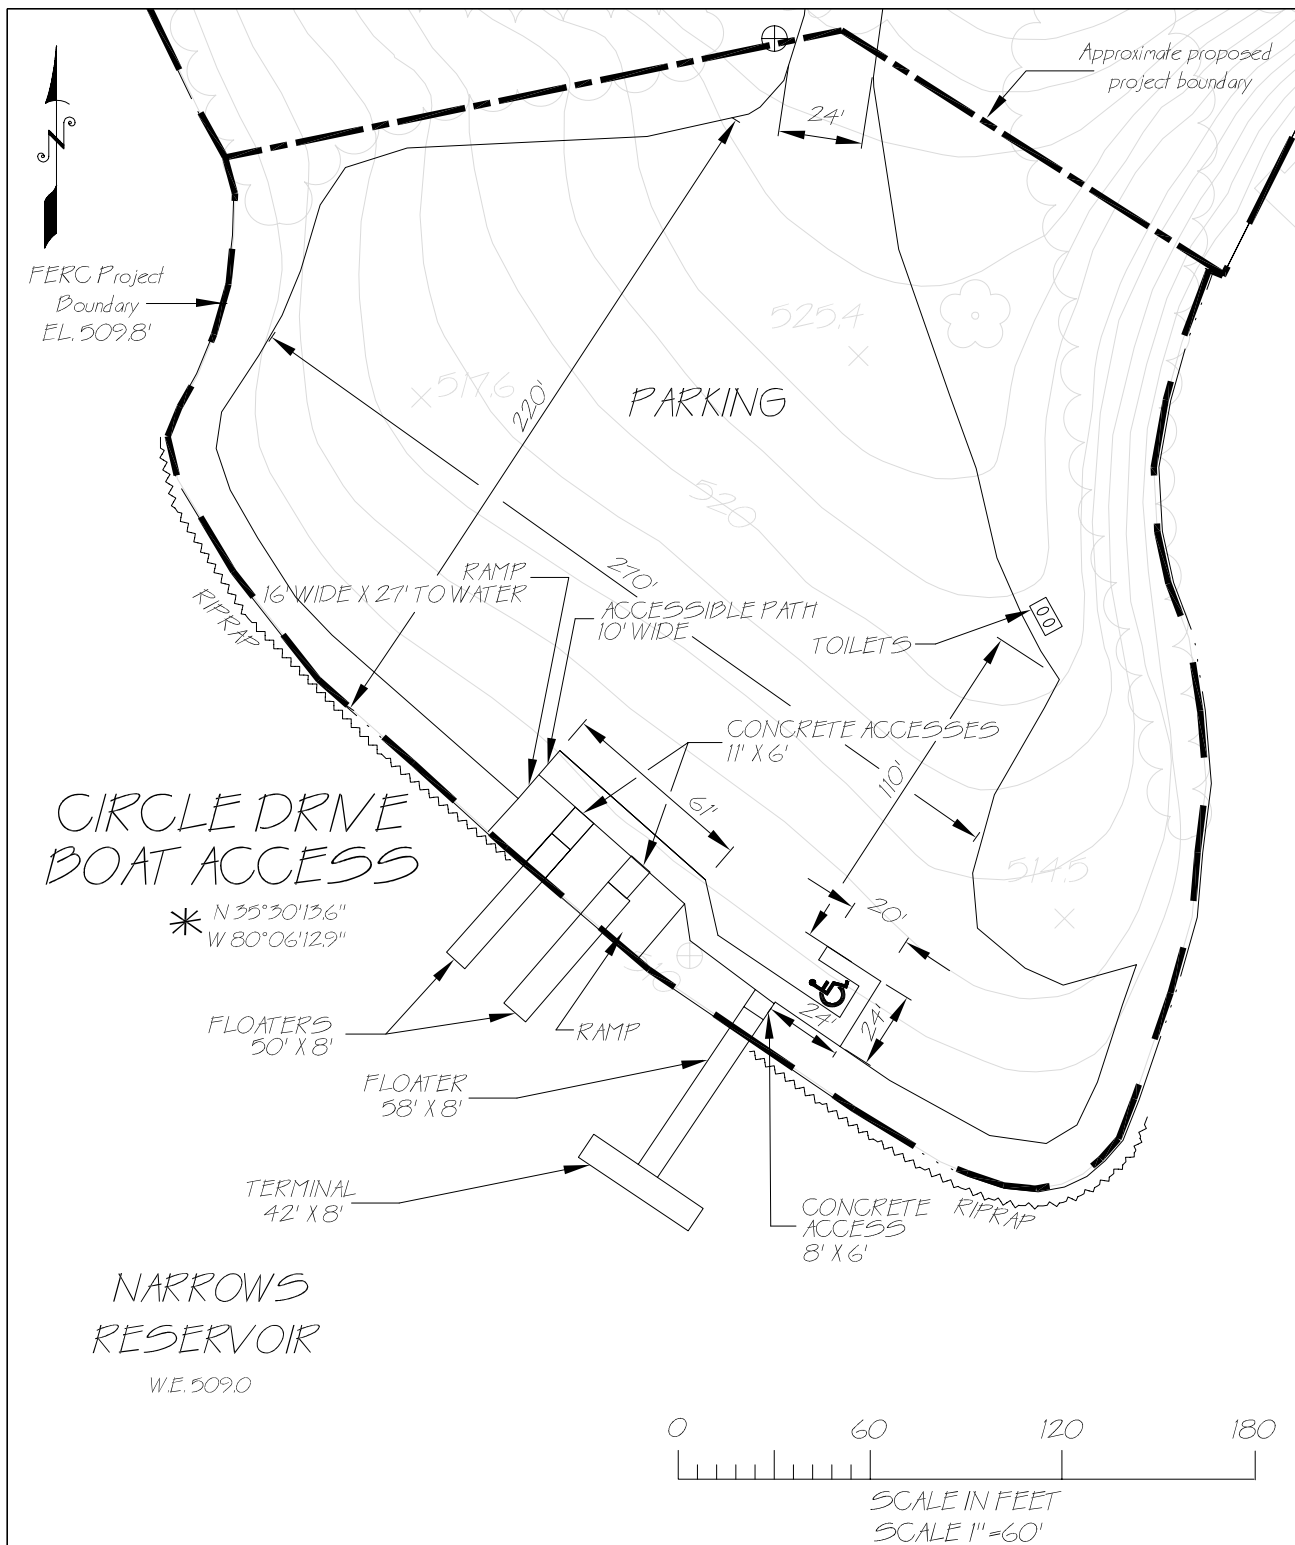 Approximate proposed
project boundary
24'
N
FERC Project
Boundary
EL. 509.8'
525.4
517.6
220'
PARKING
520
270'
RAMP
16' WIDE X 27' TO WATER
ACCESSIBLE PATH
10' WIDE
RIPRAP
TOILETS
CONCRETE ACCESSES
11' X 6'
110'
61'
CIRCLE DRIVE
BOAT ACCESS
N 35°30'13.6"
W 80°06'12.9"
514.5
20'
24'
24'
FLOATERS
50' X 8'
RAMP
FLOATER
58' X 8'
TERMINAL
42' X 8'
CONCRETE
ACCESS
8' X 6'
RIPRAP
NARROWS
RESERVOIR
W.E. 509.0
0 60 120 180
SCALE IN FEET
SCALE 1"=60'